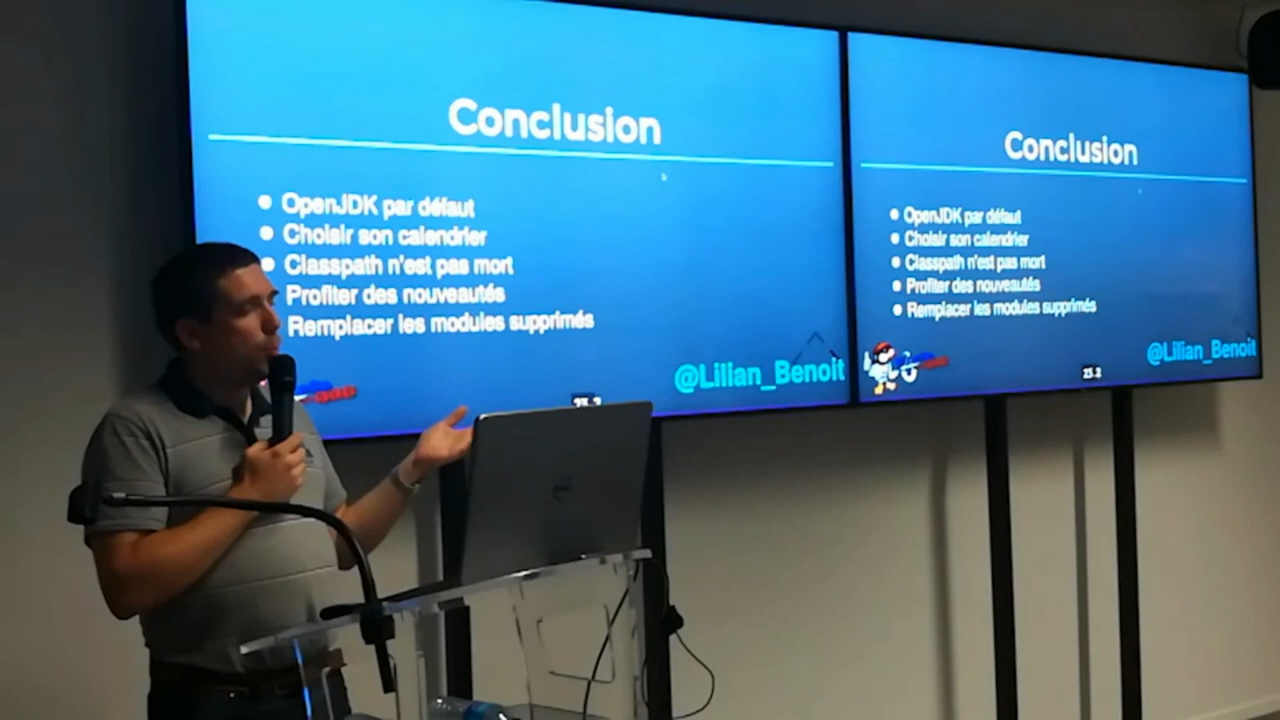 Conclusion
OpenJDK par défaut
Choisir son calendrier
Classpath n'est pas mort
Profiter des nouveautés
Remplacer les modules supprimés
@Lilian_Benoit
Conclusion
OpenJDK par défaut
Choisir son calendrier
Classpath n'est pas mort
Profiter des nouveautés
Remplacer les modules supprimés
@Lilian_Benoit